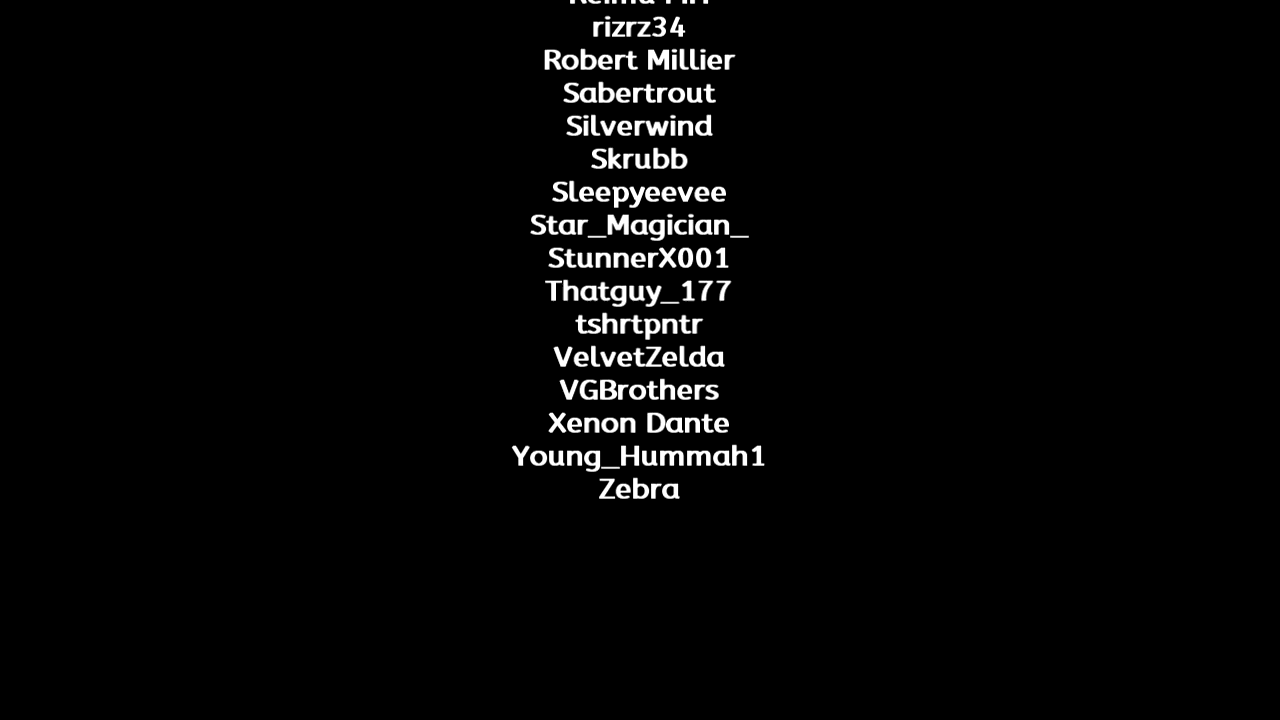 rizrz34
Robert Millier
Sabertrout
Silverwind
Skrubb
Sleepyeevee
Star_Magician_
StunnerX001
Thatguy_177
tshrtpntr
VelvetZelda
VGBrothers
Xenon Dante
Young_Hummah1
Zebra